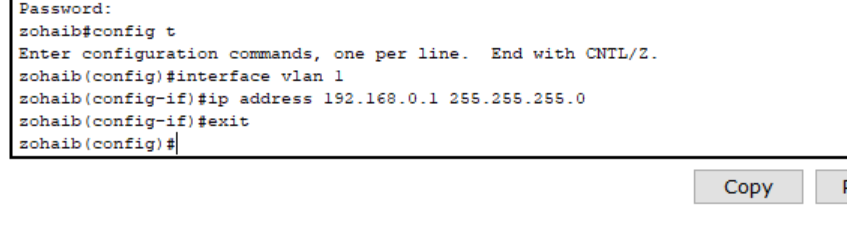 Password:
zohaib#config t
Enter configuration commands, one per line.  End with CNTL/Z.
zohaib(config)#interface vlan 1
zohaib(config-if)#ip address 192.168.0.1 255.255.255.0
zohaib(config-if)#exit
zohaib(config)#
Copy